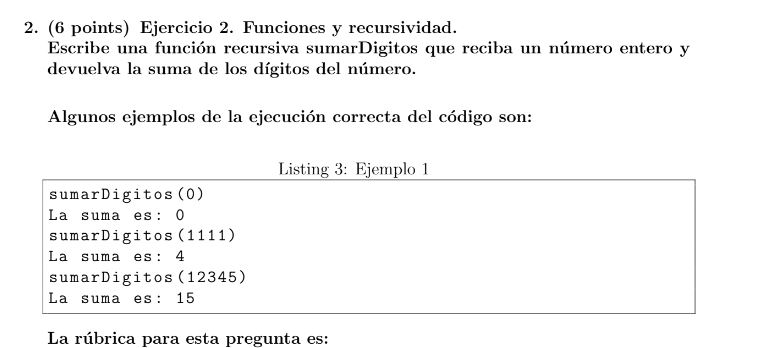 2. (6 points) Ejercicio 2. Funciones y recursividad.
Escribe una función recursiva sumarDigitos que reciba un número entero y
devuelva la suma de los dígitos del número.
Algunos ejemplos de la ejecución correcta del código son:
Listing 3: Ejemplo 1
sumarDigitos(0)
La suma es: 0
sumarDigitos(1111)
La suma es: 4
sumarDigitos(12345)
La suma es: 15
La rúbrica para esta pregunta es: